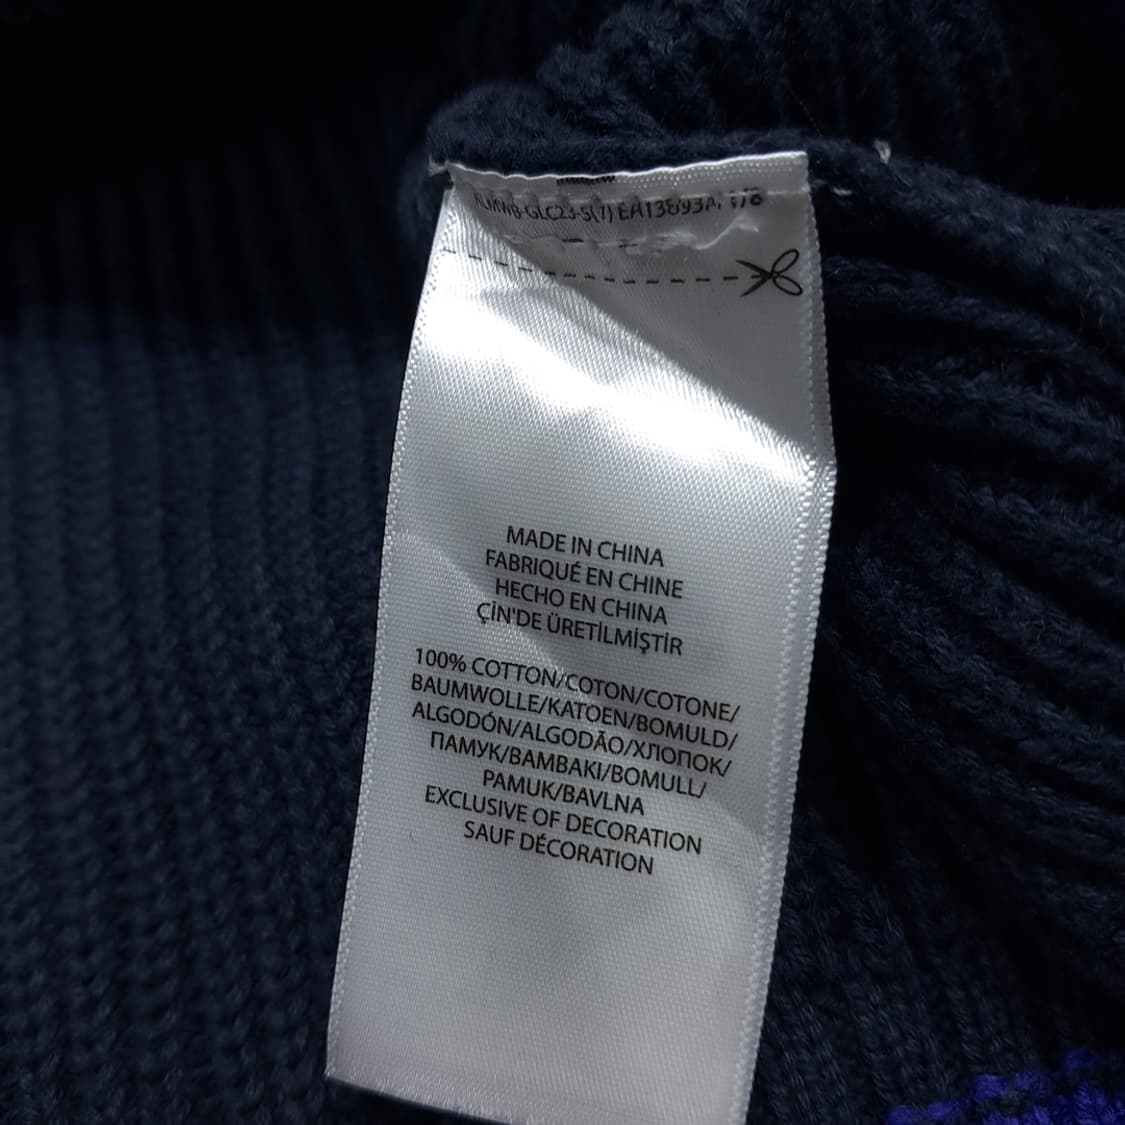 MADE IN CHINA
FABRIQUÉ EN CHINE
HECHO EN CHINA
ÇİN'DE ÜRETİLMİŞTİR
100% COTTON/COTON/COTONE/
BAUMWOLLE/KATOEN/BOMULD/
ALGODÓN/ALGODÃO/ХЛОПОК/
ПАМУК/BAMBAKI/BOMULL/
PAMUK/BAVLNA
EXCLUSIVE OF DECORATION
SAUF DÉCORATION